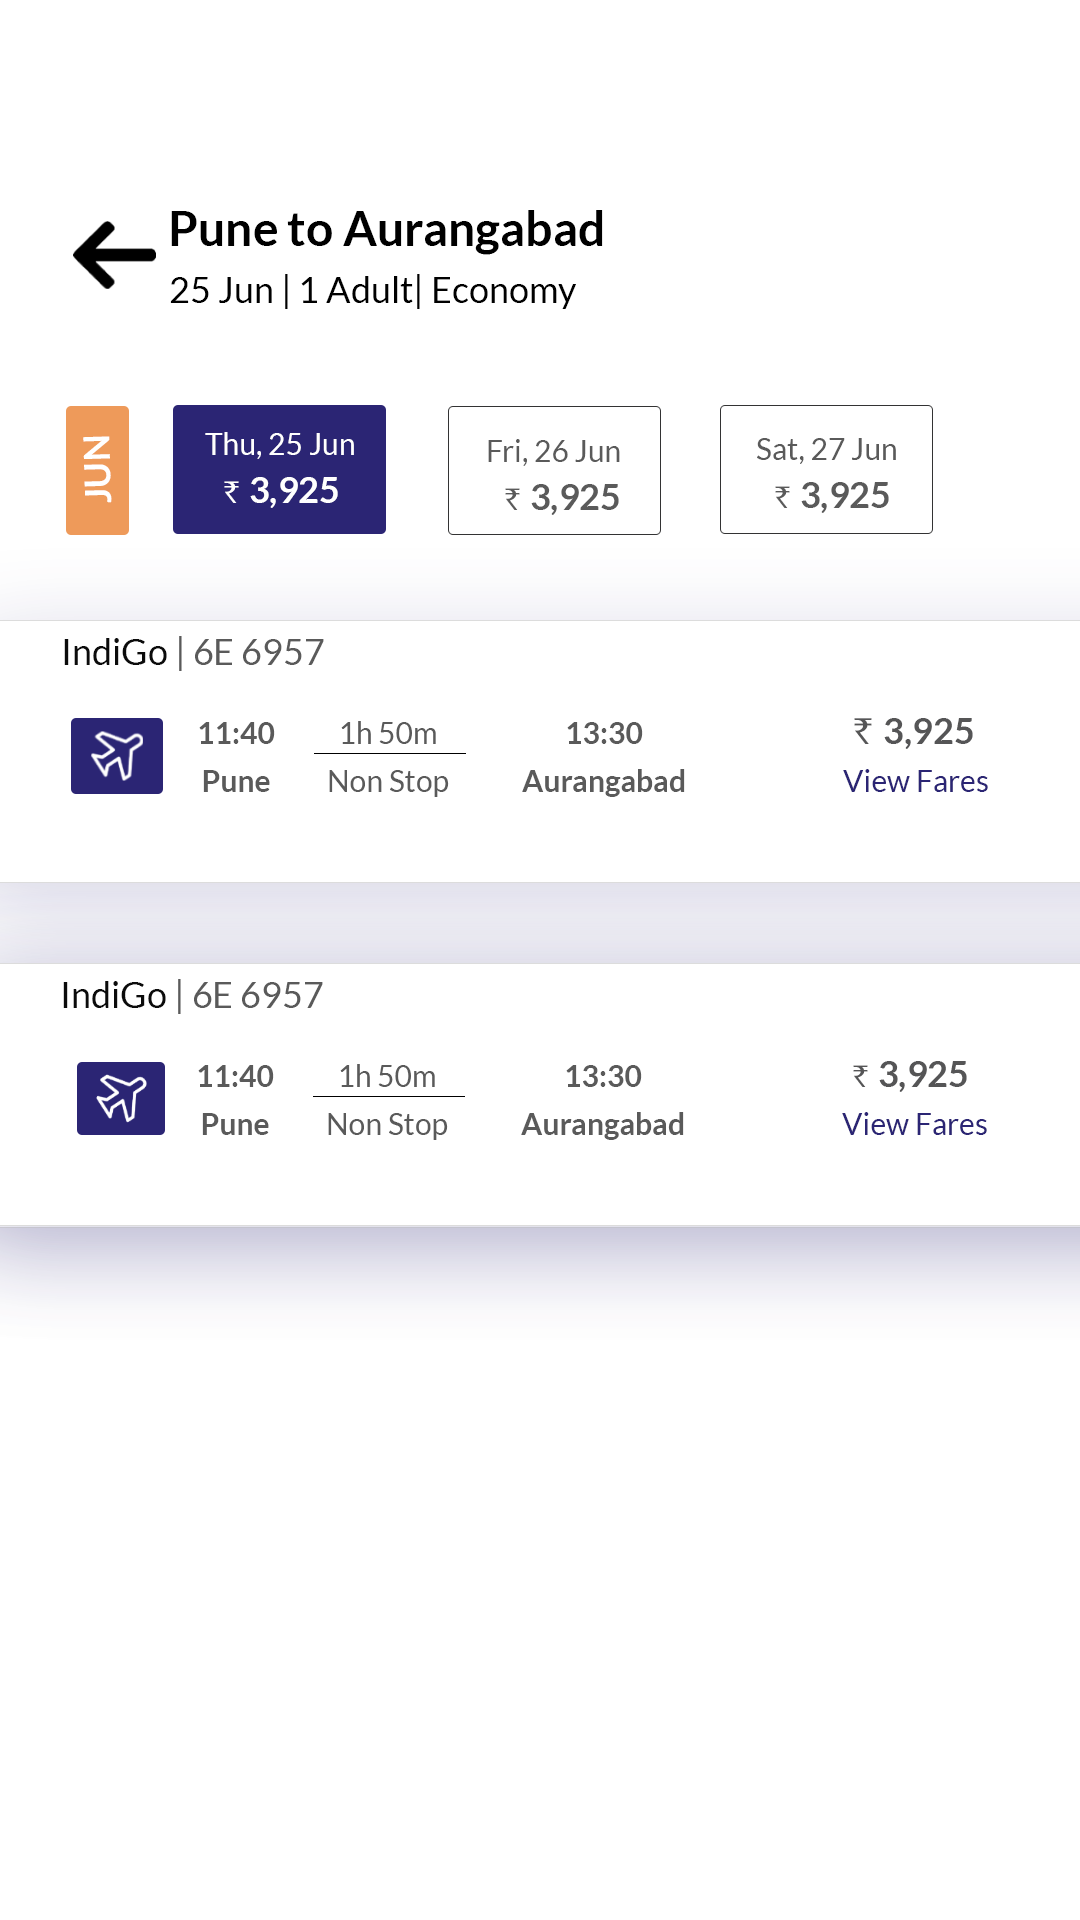 Pune to Aurangabad
25 Jun | 1 Adult| Economy
JUN
Thu, 25 Jun
₹ 3,925
Fri, 26 Jun
₹ 3,925
Sat, 27 Jun
₹ 3,925
IndiGo | 6E 6957
11:40 1h 50m 13:30 ₹ 3,925
Pune Non Stop Aurangabad View Fares
IndiGo | 6E 6957
11:40 1h 50m 13:30 ₹ 3,925
Pune Non Stop Aurangabad View Fares